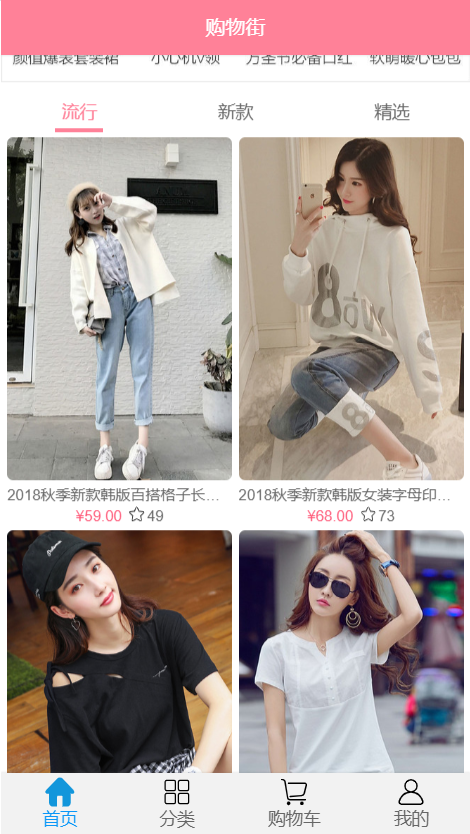 购物街
颜值爆表套装裙 小心机V领 万圣节必备口红 软萌暖心包包
流行 新款 精选
2018秋季新款韩版百搭格子长… 2018秋季新款韩版女装字母印…
¥59.00 49 ¥68.00 73
首页 分类 购物车 我的